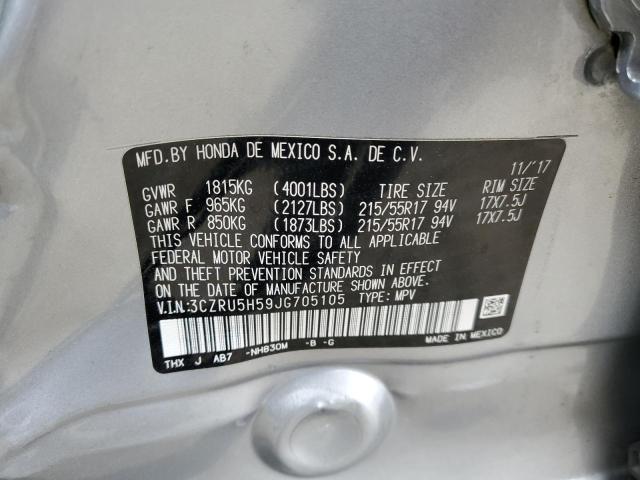 MFD.BY HONDA DE MEXICO S.A. DE C.V.
11/'17
GVWR 1815KG (4001LBS) TIRE SIZE RIM SIZE
GAWR F 965KG (2127LBS) 215/55R17 94V 17X7.5J
GAWR R 850KG (1873LBS) 215/55R17 94V 17X7.5J
THIS VEHICLE CONFORMS TO ALL APPLICABLE
FEDERAL MOTOR VEHICLE SAFETY
AND THEFT PREVENTION STANDARDS IN EFFECT
ON THE DATE OF MANUFACTURE SHOWN ABOVE.
V.I.N.:3CZRU5H59JG705105 TYPE: MPV
THX J AB7 -NH830M -B -G MADE IN MEXICO